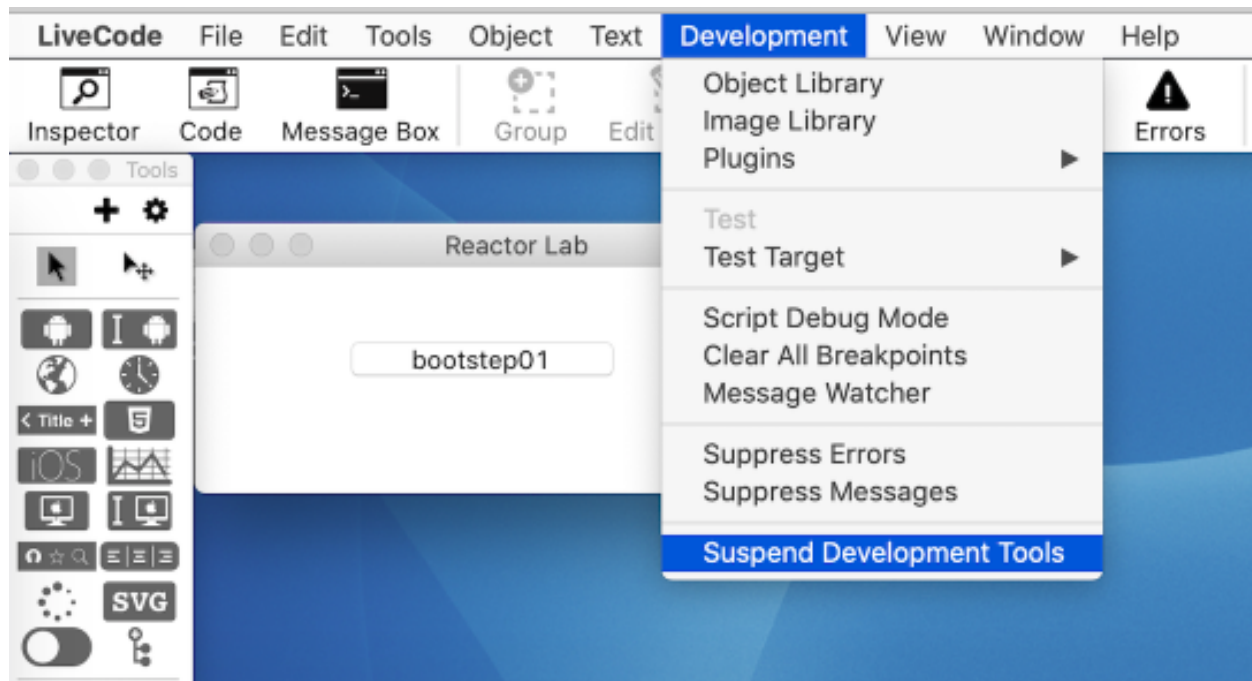 LiveCode File Edit Tools Object Text Development View Window Help
Inspector Code Message Box Group Edit Errors
Object Library
Image Library
Plugins
Test
Test Target
Script Debug Mode
Clear All Breakpoints
Message Watcher
Suppress Errors
Suppress Messages
Suspend Development Tools
Tools
Reactor Lab
bootstep01
< Title +
5
iOS
SVG